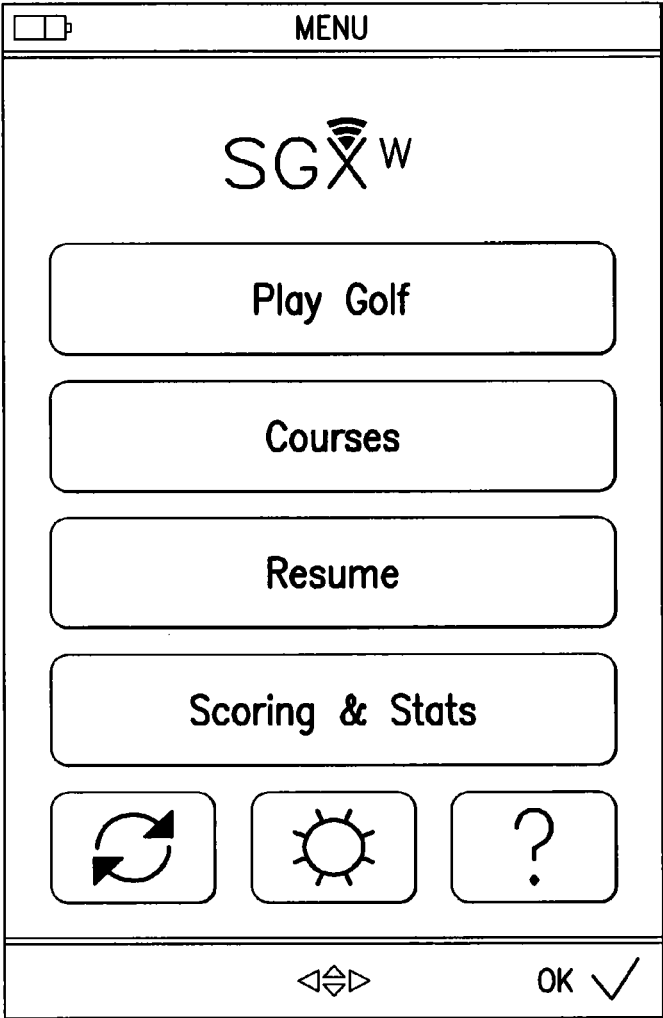 MENU
SGX W
Play Golf
Courses
Resume
Scoring & Stats
?
OK